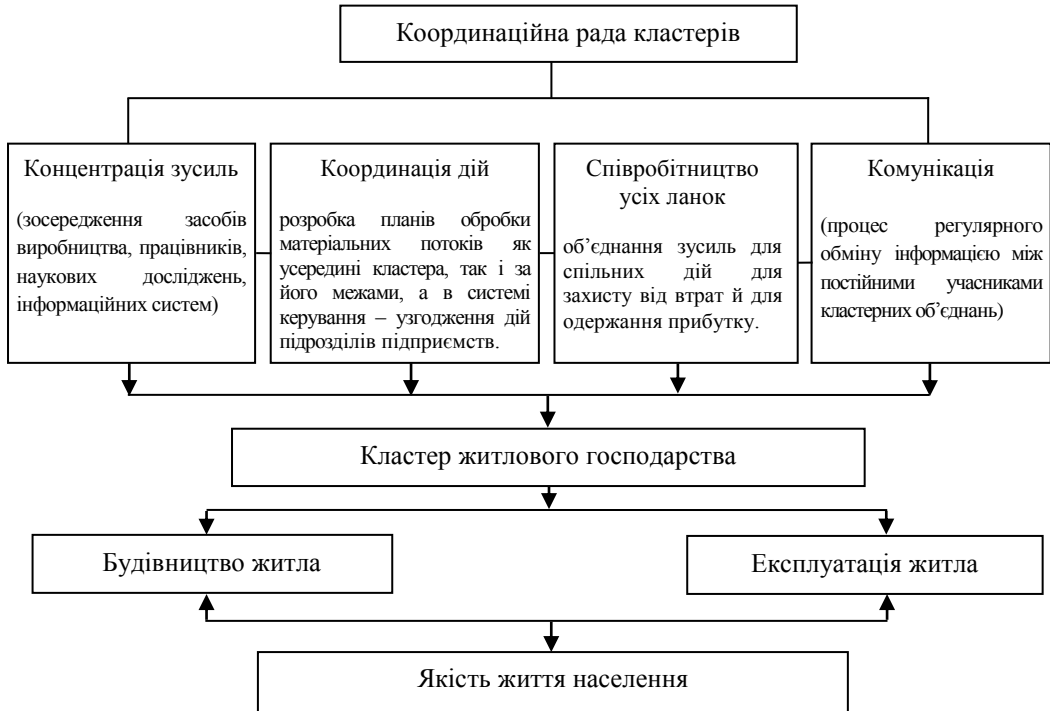 Координаційна рада кластерів
Концентрація зусиль
(зосередження засобів
виробництва, працівників,
наукових досліджень,
інформаційних систем)
Координація дій
розробка планів обробки
матеріальних потоків як
усередині кластера, так і за
його межами, а в системі
керування – узгодження дій
підрозділів підприємств.
Співробітництво
усіх ланок
об’єднання зусиль для
спільних дій для
захисту від втрат й для
одержання прибутку.
Комунікація
(процес регулярного
обміну інформацією між
постійними учасниками
кластерних об’єднань)
Кластер житлового господарства
Будівництво житла
Експлуатація житла
Якість життя населення